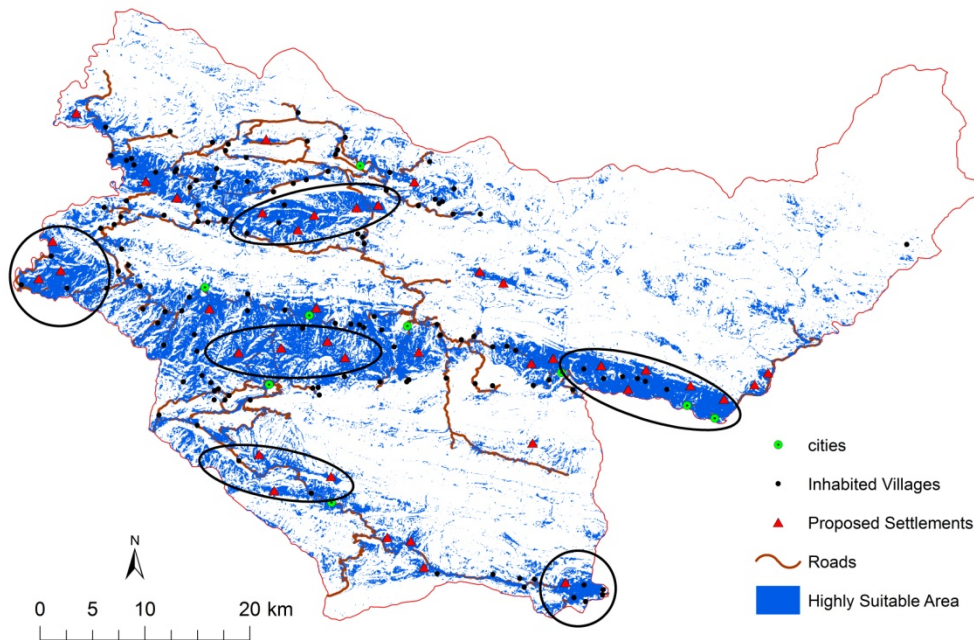 cities
Inhabited Villages
Proposed Settlements
Roads
Highly Suitable Area
N
0 5 10 20 km